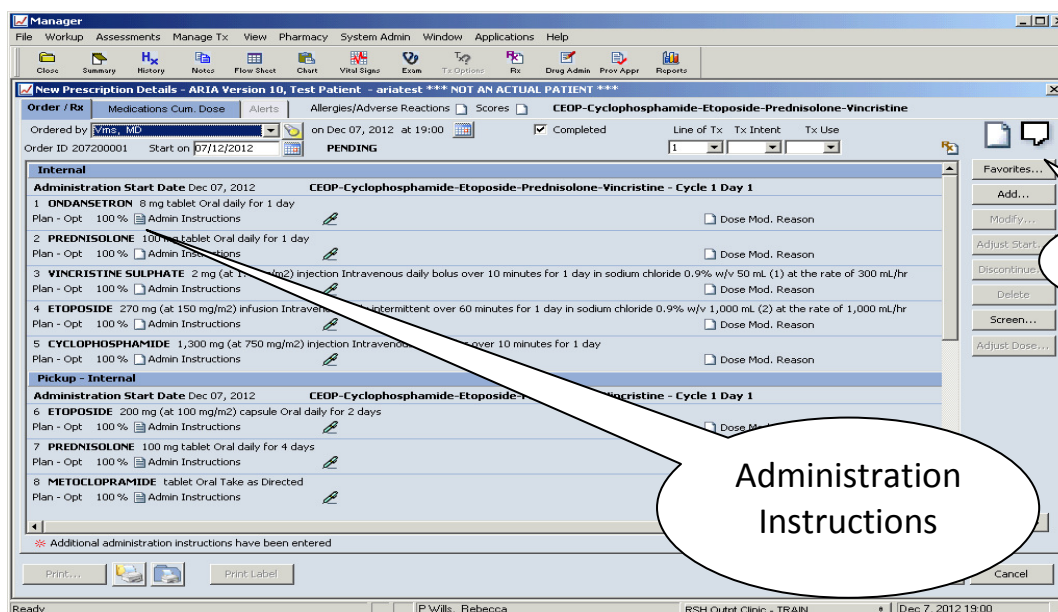 Manager
File Workup Assessments Manage Tx View Pharmacy System Admin Window Applications Help
Close Summary History Notes Flow Sheet Chart Vital Signs Exam Tx Options Rx Drug Admin Prov Appr Reports
New Prescription Details - ARIA Version 10, Test Patient - ariatest *** NOT AN ACTUAL PATIENT ***
Order / Rx Medications Cum. Dose Alerts Allergies/Adverse Reactions Scores CEOP-Cyclophosphamide-Etoposide-Prednisolone-Vincristine
Ordered by Vms, MD on Dec 07, 2012 at 19:00 Completed Line of Tx Tx Intent Tx Use
Order ID 207200001 Start on 07/12/2012 PENDING 1
Internal
Favorites...
Administration Start Date Dec 07, 2012 CEOP-Cyclophosphamide-Etoposide-Prednisolone-Vincristine - Cycle 1 Day 1
Add...
1 ONDANSETRON 8 mg tablet Oral daily for 1 day
Plan - Opt 100 % Admin Instructions Dose Mod. Reason
Modify...
2 PREDNISOLONE 100 mg tablet Oral daily for 1 day
Adjust Start
Plan - Opt 100 % Admin Instructions Dose Mod. Reason
3 VINCRISTINE SULPHATE 2 mg (at mg/m2) injection Intravenous daily bolus over 10 minutes for 1 day in sodium chloride 0.9% w/v 50 mL (1) at the rate of 300 mL/hr
Discontinue
Plan - Opt 100 % Admin Instructions Dose Mod. Reason
Delete
4 ETOPOSIDE 270 mg (at 150 mg/m2) infusion intermittent over 60 minutes for 1 day in sodium chloride 0.9% w/v 1,000 mL (2) at the rate of 1,000 mL/hr
Plan - Opt 100 % Admin Instructions Dose Mod. Reason
Screen...
5 CYCLOPHOSPHAMIDE 1,300 mg (at 750 mg/m2) injection over 10 minutes for 1 day
Adjust Dose...
Plan - Opt 100 % Admin Instructions Dose Mod. Reason
Pickup - Internal
Administration Start Date Dec 07, 2012 CEOP-Cyclophosphamide-Etoposide- - Cycle 1 Day 1
6 ETOPOSIDE 200 mg (at 100 mg/m2) capsule Oral daily for 2 days
Plan - Opt 100 % Admin Instructions Dose
7 PREDNISOLONE 100 mg tablet Oral daily for 4 days
Plan - Opt 100 % Admin Instructions
8 METOCLOPRAMIDE tablet Oral Take as Directed
Plan - Opt 100 % Admin Instructions
Administration
Instructions
Additional administration instructions have been entered
Print... Print Label Cancel
Ready P Wills, Rebecca RSH Outpt Clinic - TRAIN Dec 7, 2012 19:00